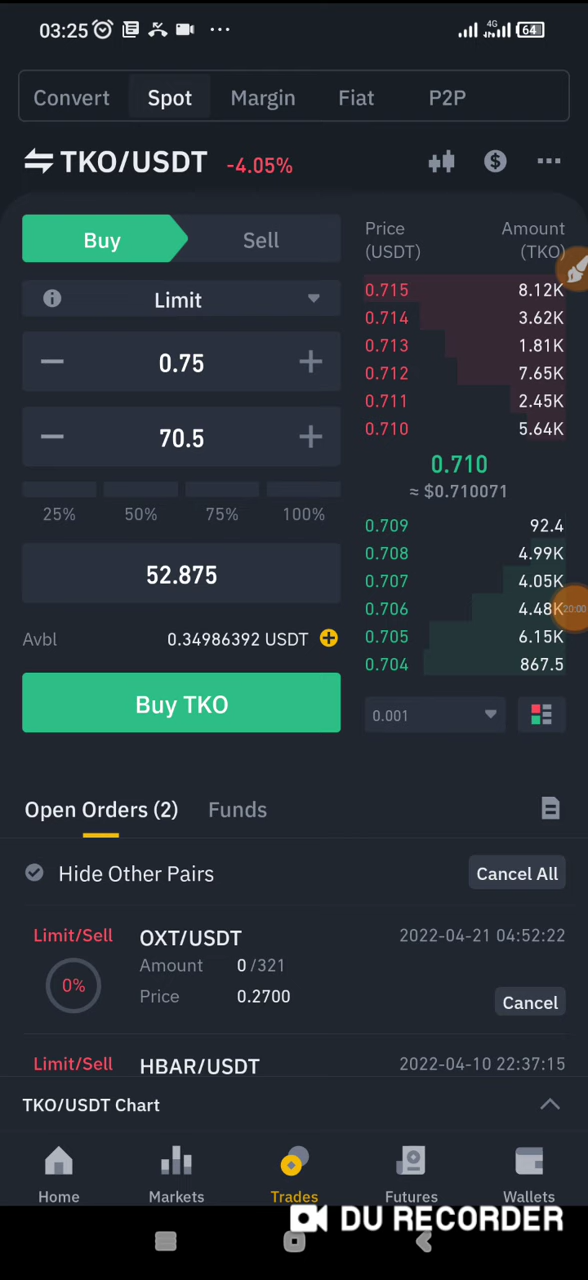 03:25 4G 64
Convert Spot Margin Fiat P2P
TKO/USDT -4.05%
Buy Sell
Limit
0.75
70.5
25% 50% 75% 100%
52.875
Avbl 0.34986392 USDT
Buy TKO
Price Amount
(USDT) (TKO)
0.715 8.12K
0.714 3.62K
0.713 1.81K
0.712 7.65K
0.711 2.45K
0.710 5.64K
0.710
≈ $0.710071
0.709 92.4
0.708 4.99K
0.707 4.05K
0.706 4.48K
20:00
0.705 6.15K
0.704 867.5
0.001
Open Orders (2) Funds
Hide Other Pairs Cancel All
Limit/Sell OXT/USDT 2022-04-21 04:52:22
Amount 0 /321
0% Price 0.2700
Cancel
Limit/Sell HBAR/USDT 2022-04-10 22:37:15
TKO/USDT Chart
Home Markets Trades Futures Wallets
DU RECORDER